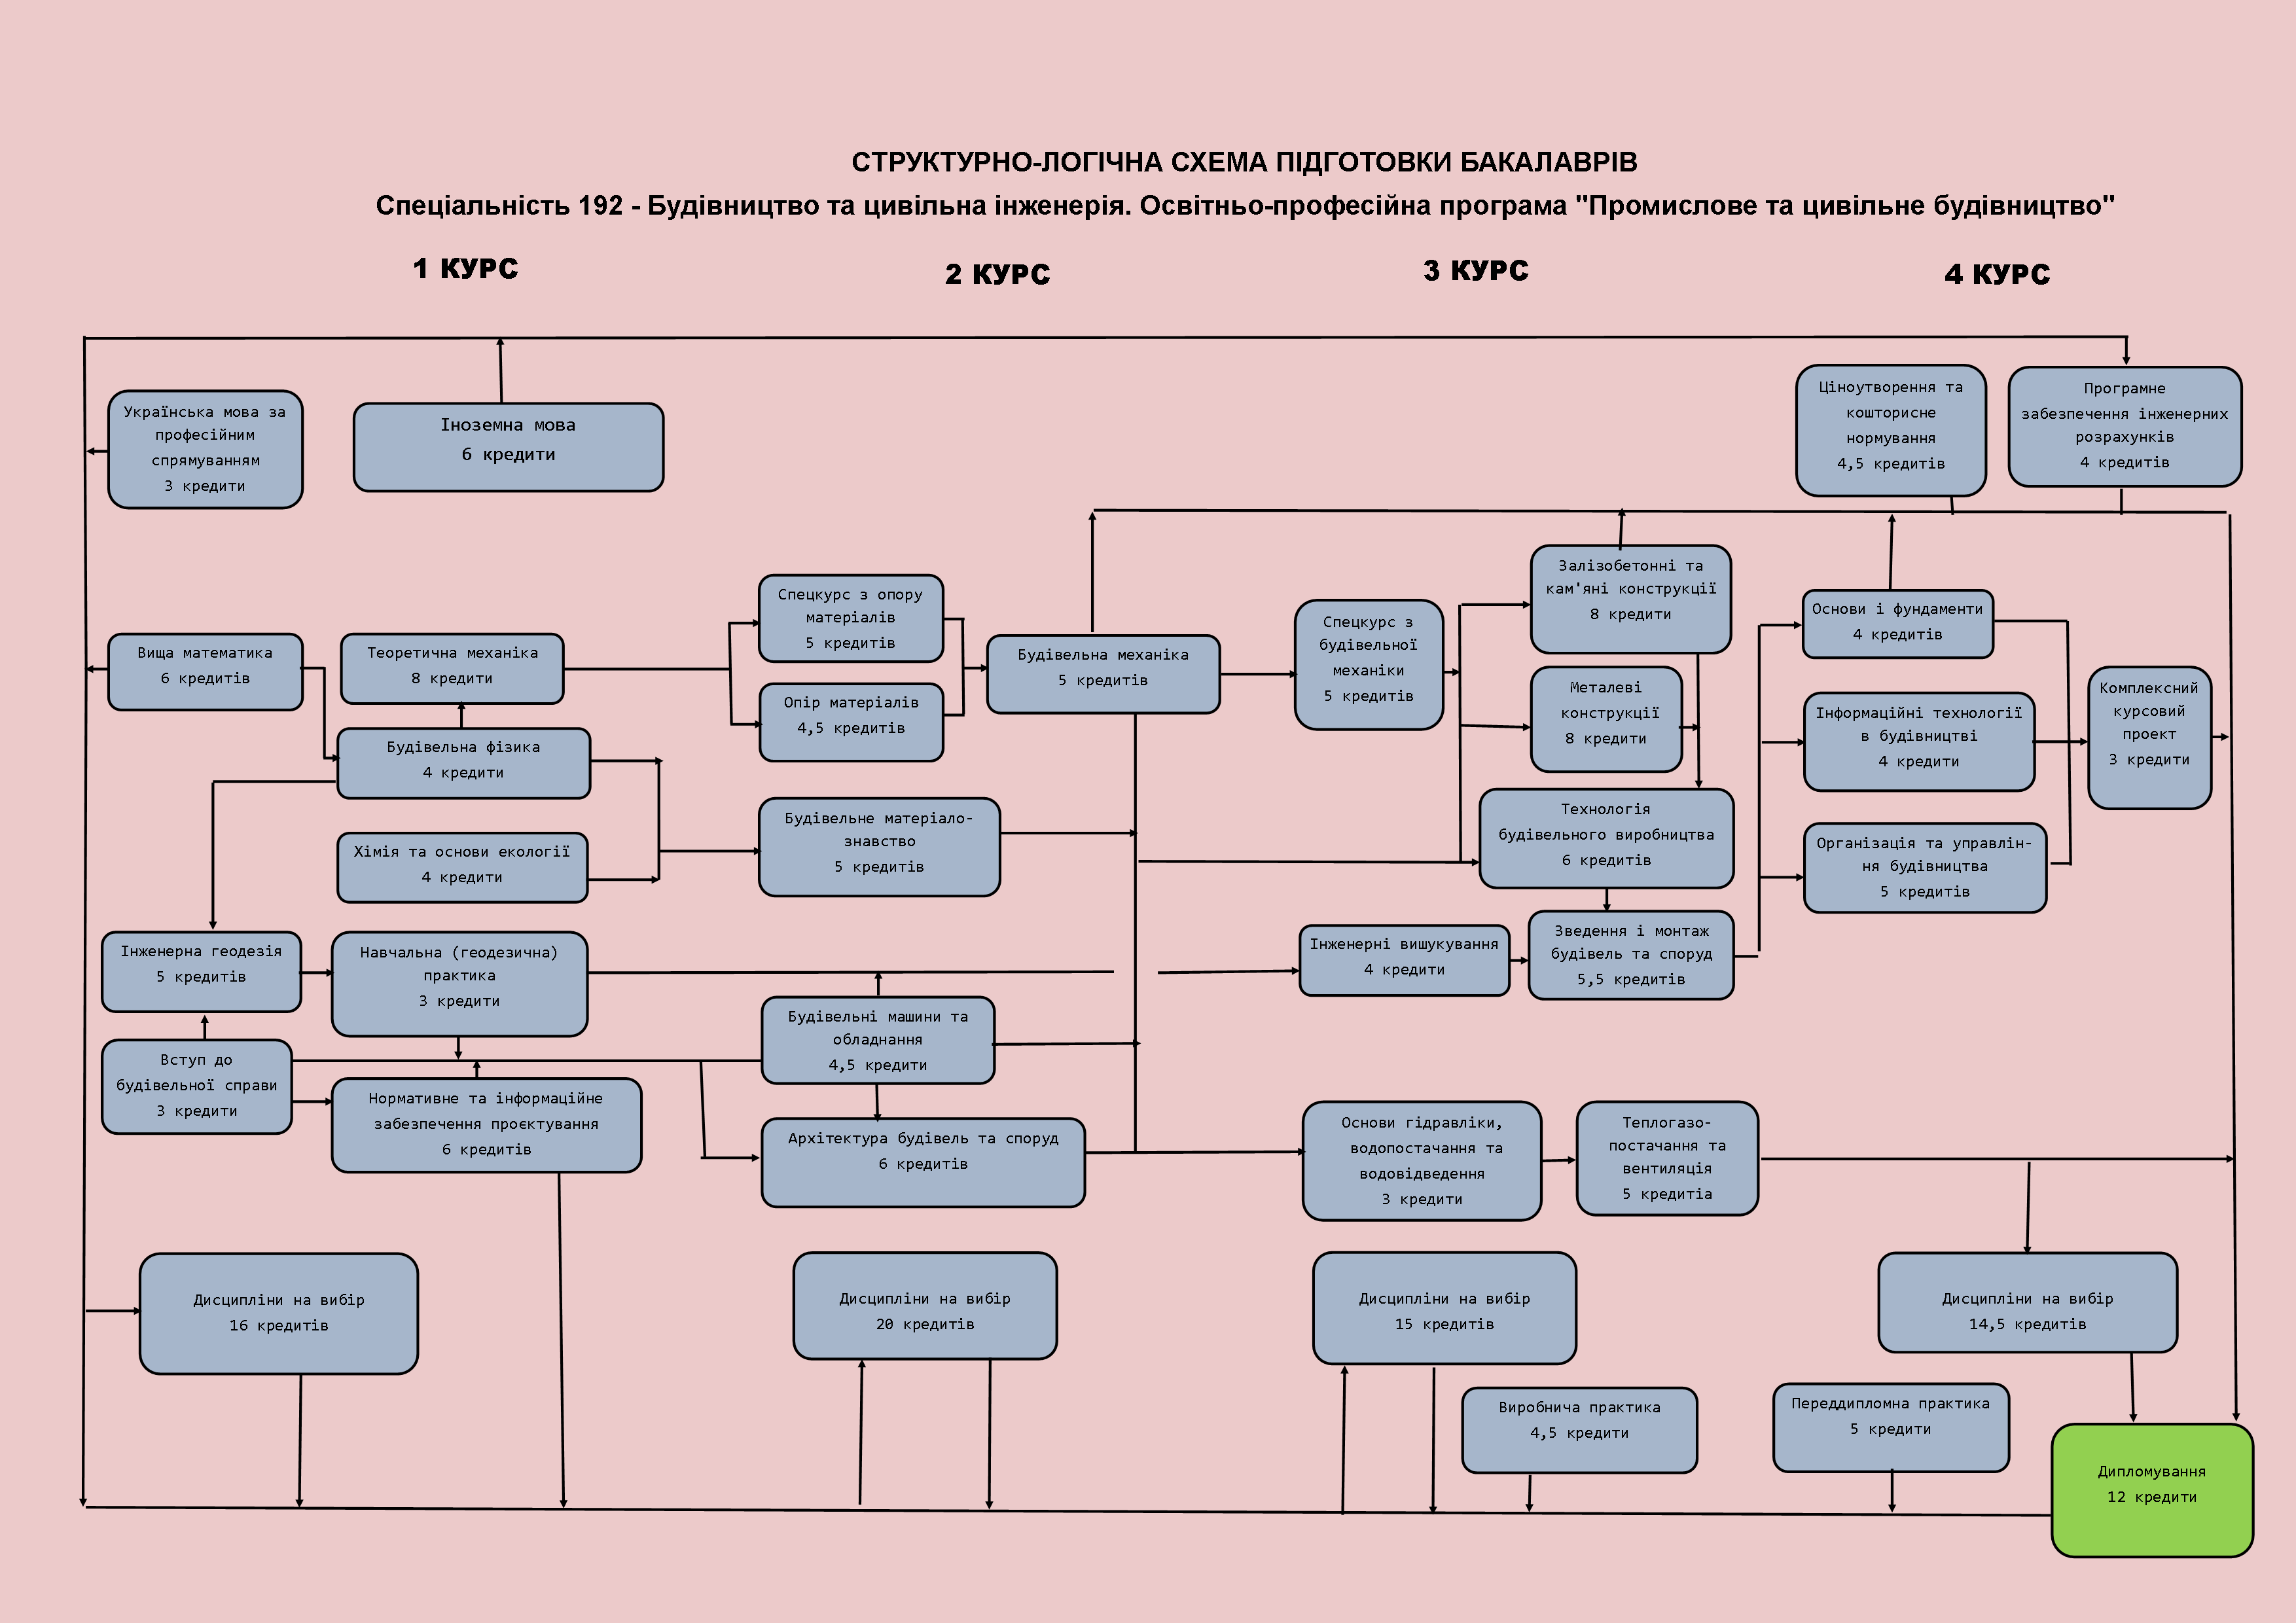 СТРУКТУРНО-ЛОГІЧНА СХЕМА ПІДГОТОВКИ БАКАЛАВРІВ
Спеціальність 192 - Будівництво та цивільна інженерія. Освітньо-професійна програма "Промислове та цивільне будівництво"
1 КУРС
2 КУРС
3 КУРС
4 КУРС
Українська мова за
професійним
спрямуванням
3 кредити
Іноземна мова
6 кредити
Ціноутворення та
кошторисне
нормування
4,5 кредитів
Програмне
забезпечення інженерних
розрахунків
4 кредитів
Вища математика
6 кредитів
Теоретична механіка
8 кредити
Будівельна фізика
4 кредити
Хімія та основи екології
4 кредити
Спецкурс з опору
матеріалів
5 кредитів
Опір матеріалів
4,5 кредитів
Будівельна механіка
5 кредитів
Будівельне матеріало-
знавство
5 кредитів
Спецкурс з
будівельної
механіки
5 кредитів
Залізобетонні та
кам'яні конструкції
8 кредити
Металеві
конструкції
8 кредити
Технологія
будівельного виробництва
6 кредитів
Основи і фундаменти
4 кредитів
Інформаційні технології
в будівництві
4 кредити
Організація та управлін-
ня будівництва
5 кредитів
Комплексний
курсовий
проект
3 кредити
Інженерна геодезія
5 кредитів
Навчальна (геодезична)
практика
3 кредити
Інженерні вишукування
4 кредити
Зведення і монтаж
будівель та споруд
5,5 кредитів
Вступ до
будівельної справи
3 кредити
Нормативне та інформаційне
забезпечення проєктування
6 кредитів
Будівельні машини та
обладнання
4,5 кредити
Архітектура будівель та споруд
6 кредитів
Основи гідравліки,
водопостачання та
водовідведення
3 кредити
Теплогазо-
постачання та
вентиляція
5 кредитіа
Дисципліни на вибір
16 кредитів
Дисципліни на вибір
20 кредитів
Дисципліни на вибір
15 кредитів
Дисципліни на вибір
14,5 кредитів
Виробнича практика
4,5 кредити
Переддипломна практика
5 кредити
Дипломування
12 кредити